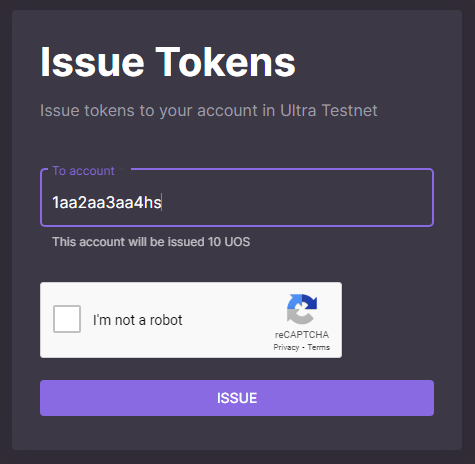 Issue Tokens
Issue tokens to your account in Ultra Testnet
To account
1aa2aa3aa4hs
This account will be issued 10 UOS
I'm not a robot
reCAPTCHA
Privacy - Terms
ISSUE